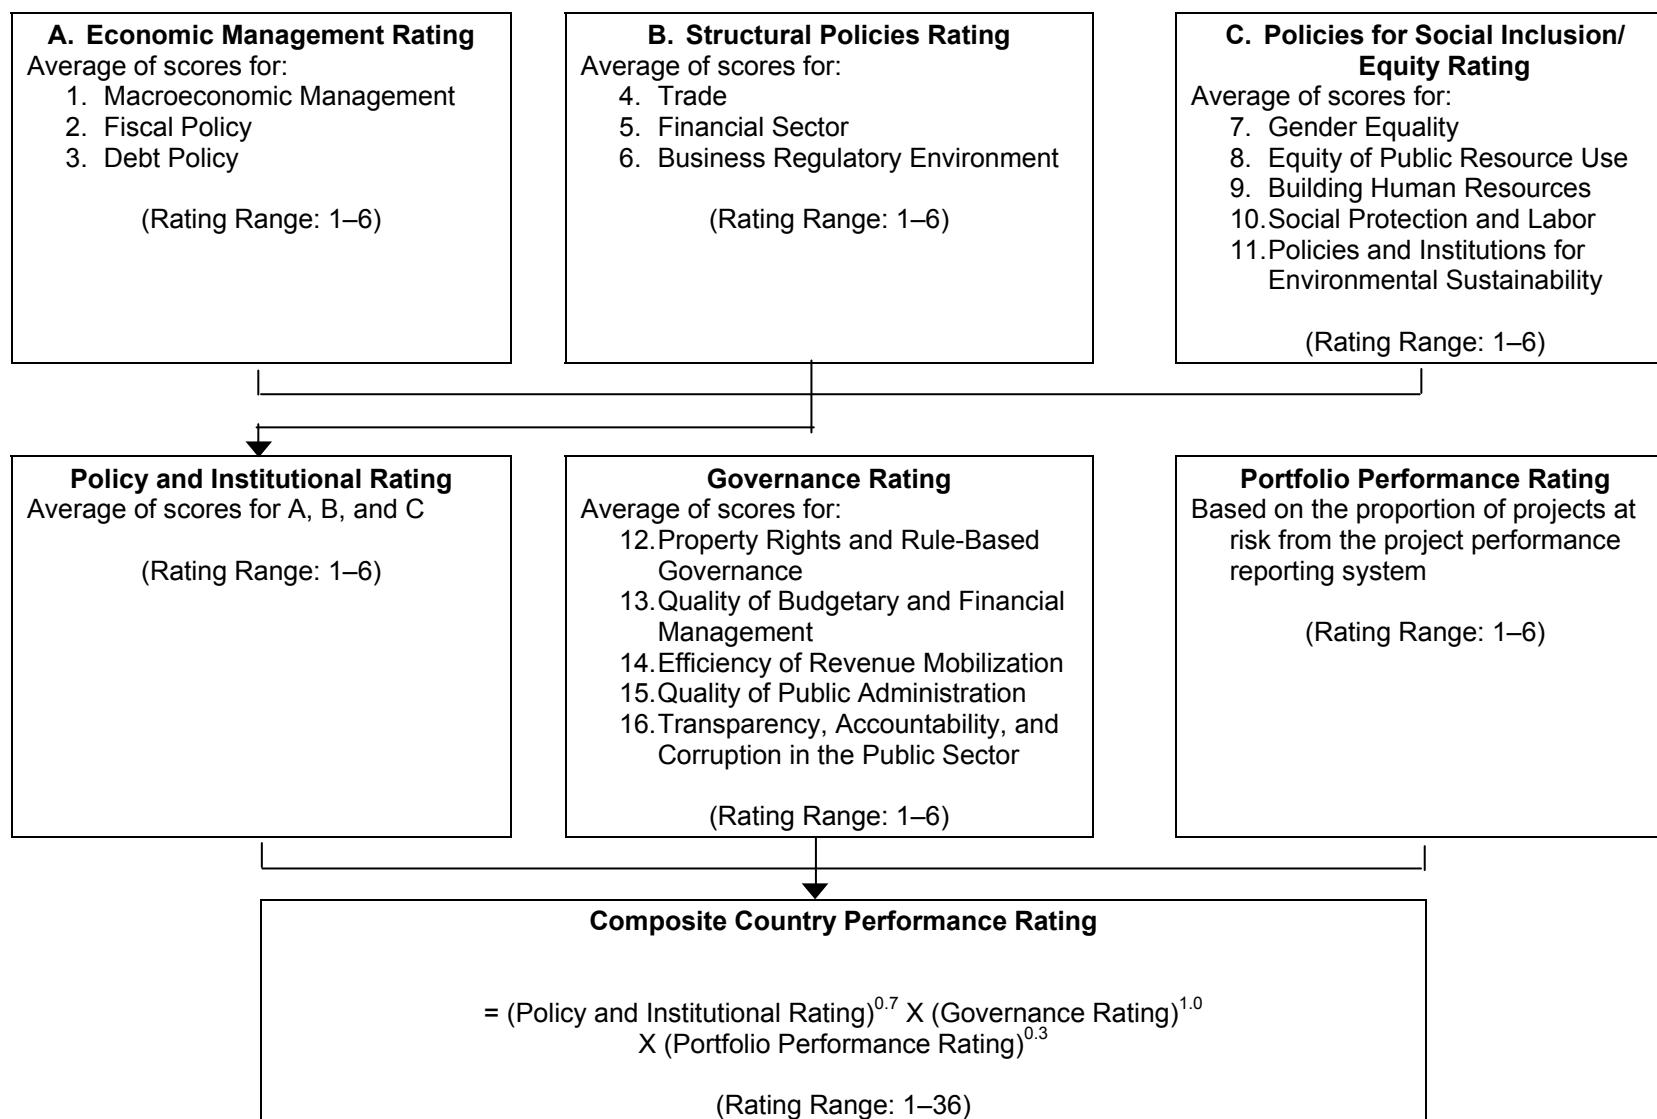 A. Economic Management Rating
Average of scores for:
1. Macroeconomic Management
2. Fiscal Policy
3. Debt Policy
(Rating Range: 1–6)
B. Structural Policies Rating
Average of scores for:
4. Trade
5. Financial Sector
6. Business Regulatory Environment
(Rating Range: 1–6)
C. Policies for Social Inclusion/
Equity Rating
Average of scores for:
7. Gender Equality
8. Equity of Public Resource Use
9. Building Human Resources
10. Social Protection and Labor
11. Policies and Institutions for
Environmental Sustainability
(Rating Range: 1–6)
Policy and Institutional Rating
Average of scores for A, B, and C
(Rating Range: 1–6)
Governance Rating
Average of scores for:
12. Property Rights and Rule-Based
Governance
13. Quality of Budgetary and Financial
Management
14. Efficiency of Revenue Mobilization
15. Quality of Public Administration
16. Transparency, Accountability, and
Corruption in the Public Sector
(Rating Range: 1–6)
Portfolio Performance Rating
Based on the proportion of projects at
risk from the project performance
reporting system
(Rating Range: 1–6)
Composite Country Performance Rating
= (Policy and Institutional Rating)^0.7 X (Governance Rating)^1.0
X (Portfolio Performance Rating)^0.3
(Rating Range: 1–36)